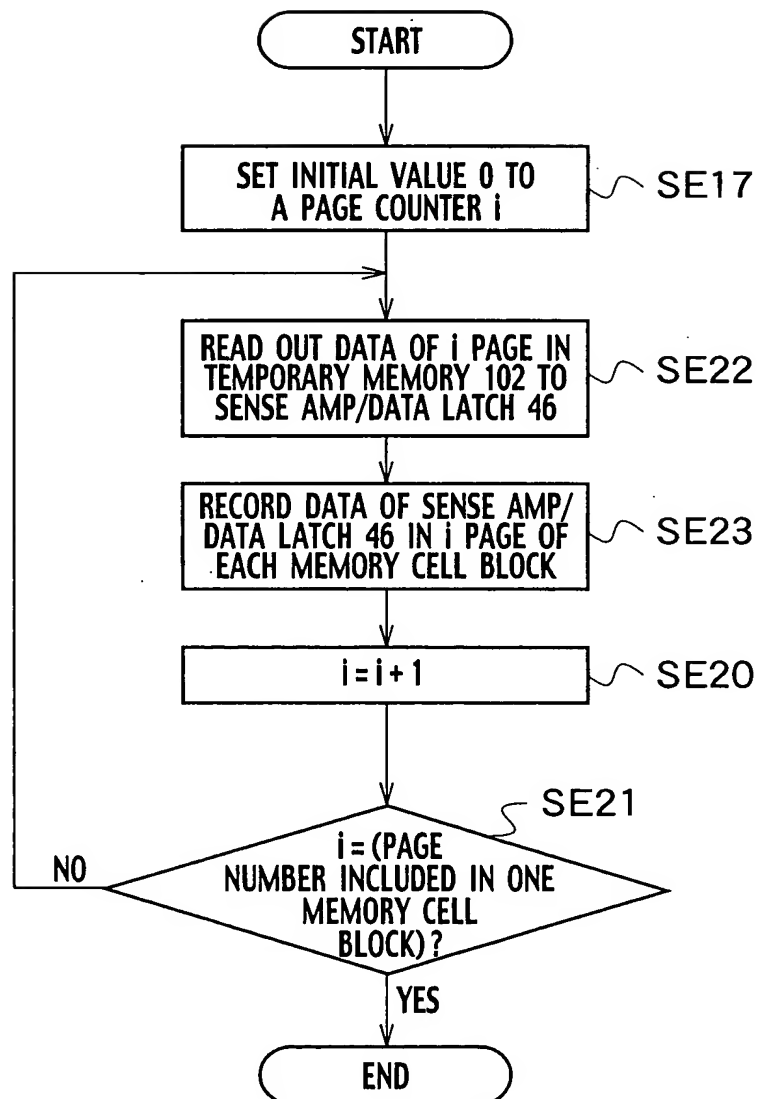 START
SET INITIAL VALUE 0 TO
A PAGE COUNTER i
SE17
READ OUT DATA OF i PAGE IN
TEMPORARY MEMORY 102 TO
SENSE AMP/DATA LATCH 46
SE22
RECORD DATA OF SENSE AMP/
DATA LATCH 46 IN i PAGE OF
EACH MEMORY CELL BLOCK
SE23
i = i + 1
SE20
SE21
i = (PAGE
NUMBER INCLUDED IN ONE
MEMORY CELL
BLOCK) ?
NO
YES
END